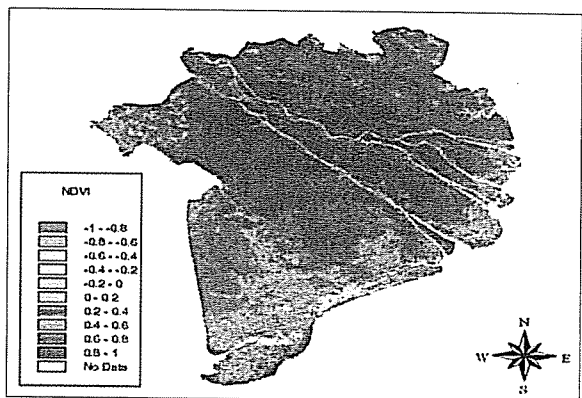 NDVI
-1 - -0.8
-0.8 - -0.6
-0.6 - -0.4
-0.4 - -0.2
-0.2 - 0
0 - 0.2
0.2 - 0.4
0.4 - 0.6
0.6 - 0.8
0.8 - 1
No Data
N
W E
S